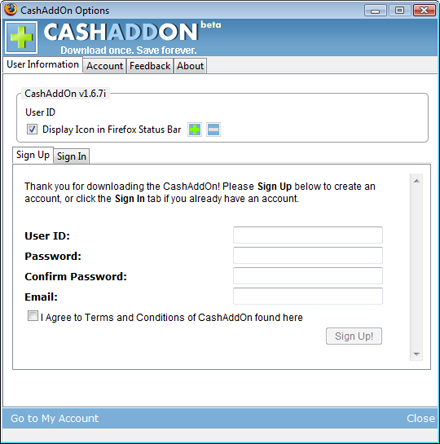 CashAddOn Options
CASHADDON beta
Download once. Save forever.
User Information Account Feedback About
CashAddOn v1.6.7i
User ID
Display Icon in Firefox Status Bar
Sign Up Sign In
Thank you for downloading the CashAddOn! Please Sign Up below to create an
account, or click the Sign In tab if you already have an account.
User ID:
Password:
Confirm Password:
Email:
I Agree to Terms and Conditions of CashAddOn found here
Sign Up!
Go to My Account Close